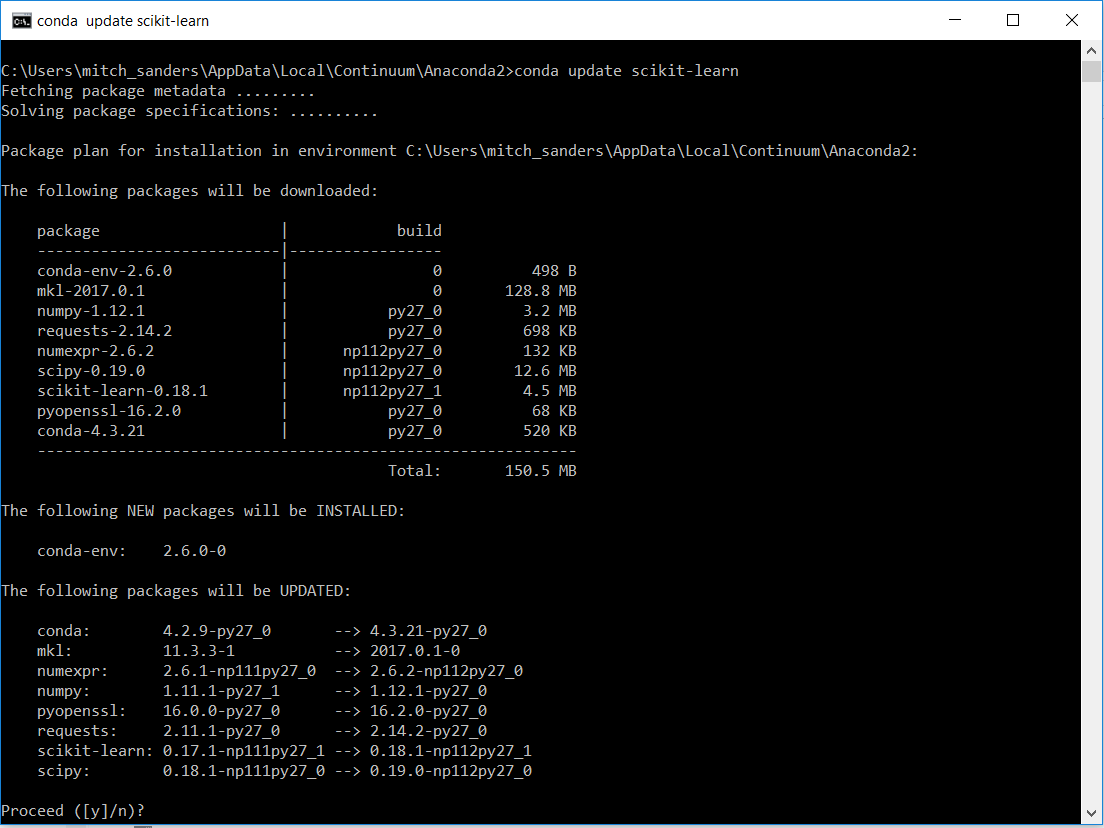 conda  update scikit-learn
C:\Users\mitch_sanders\AppData\Local\Continuum\Anaconda2>conda update scikit-learn
Fetching package metadata .........
Solving package specifications: ..........
Package plan for installation in environment C:\Users\mitch_sanders\AppData\Local\Continuum\Anaconda2:
The following packages will be downloaded:
    package                    |            build
    ---------------------------|-----------------
    conda-env-2.6.0            |                0          498 B
    mkl-2017.0.1               |                0       128.8 MB
    numpy-1.12.1               |           py27_0         3.2 MB
    requests-2.14.2            |           py27_0         698 KB
    numexpr-2.6.2              |      np112py27_0         132 KB
    scipy-0.19.0               |      np112py27_0        12.6 MB
    scikit-learn-0.18.1        |      np112py27_1         4.5 MB
    pyopenssl-16.2.0           |           py27_0          68 KB
    conda-4.3.21               |           py27_0         520 KB
    ------------------------------------------------------------
                                           Total:       150.5 MB
The following NEW packages will be INSTALLED:
    conda-env:    2.6.0-0
The following packages will be UPDATED:
    conda:        4.2.9-py27_0       --> 4.3.21-py27_0
    mkl:          11.3.3-1           --> 2017.0.1-0
    numexpr:      2.6.1-np111py27_0  --> 2.6.2-np112py27_0
    numpy:        1.11.1-py27_1      --> 1.12.1-py27_0
    pyopenssl:    16.0.0-py27_0      --> 16.2.0-py27_0
    requests:     2.11.1-py27_0      --> 2.14.2-py27_0
    scikit-learn: 0.17.1-np111py27_1 --> 0.18.1-np112py27_1
    scipy:        0.18.1-np111py27_0 --> 0.19.0-np112py27_0
Proceed ([y]/n)?